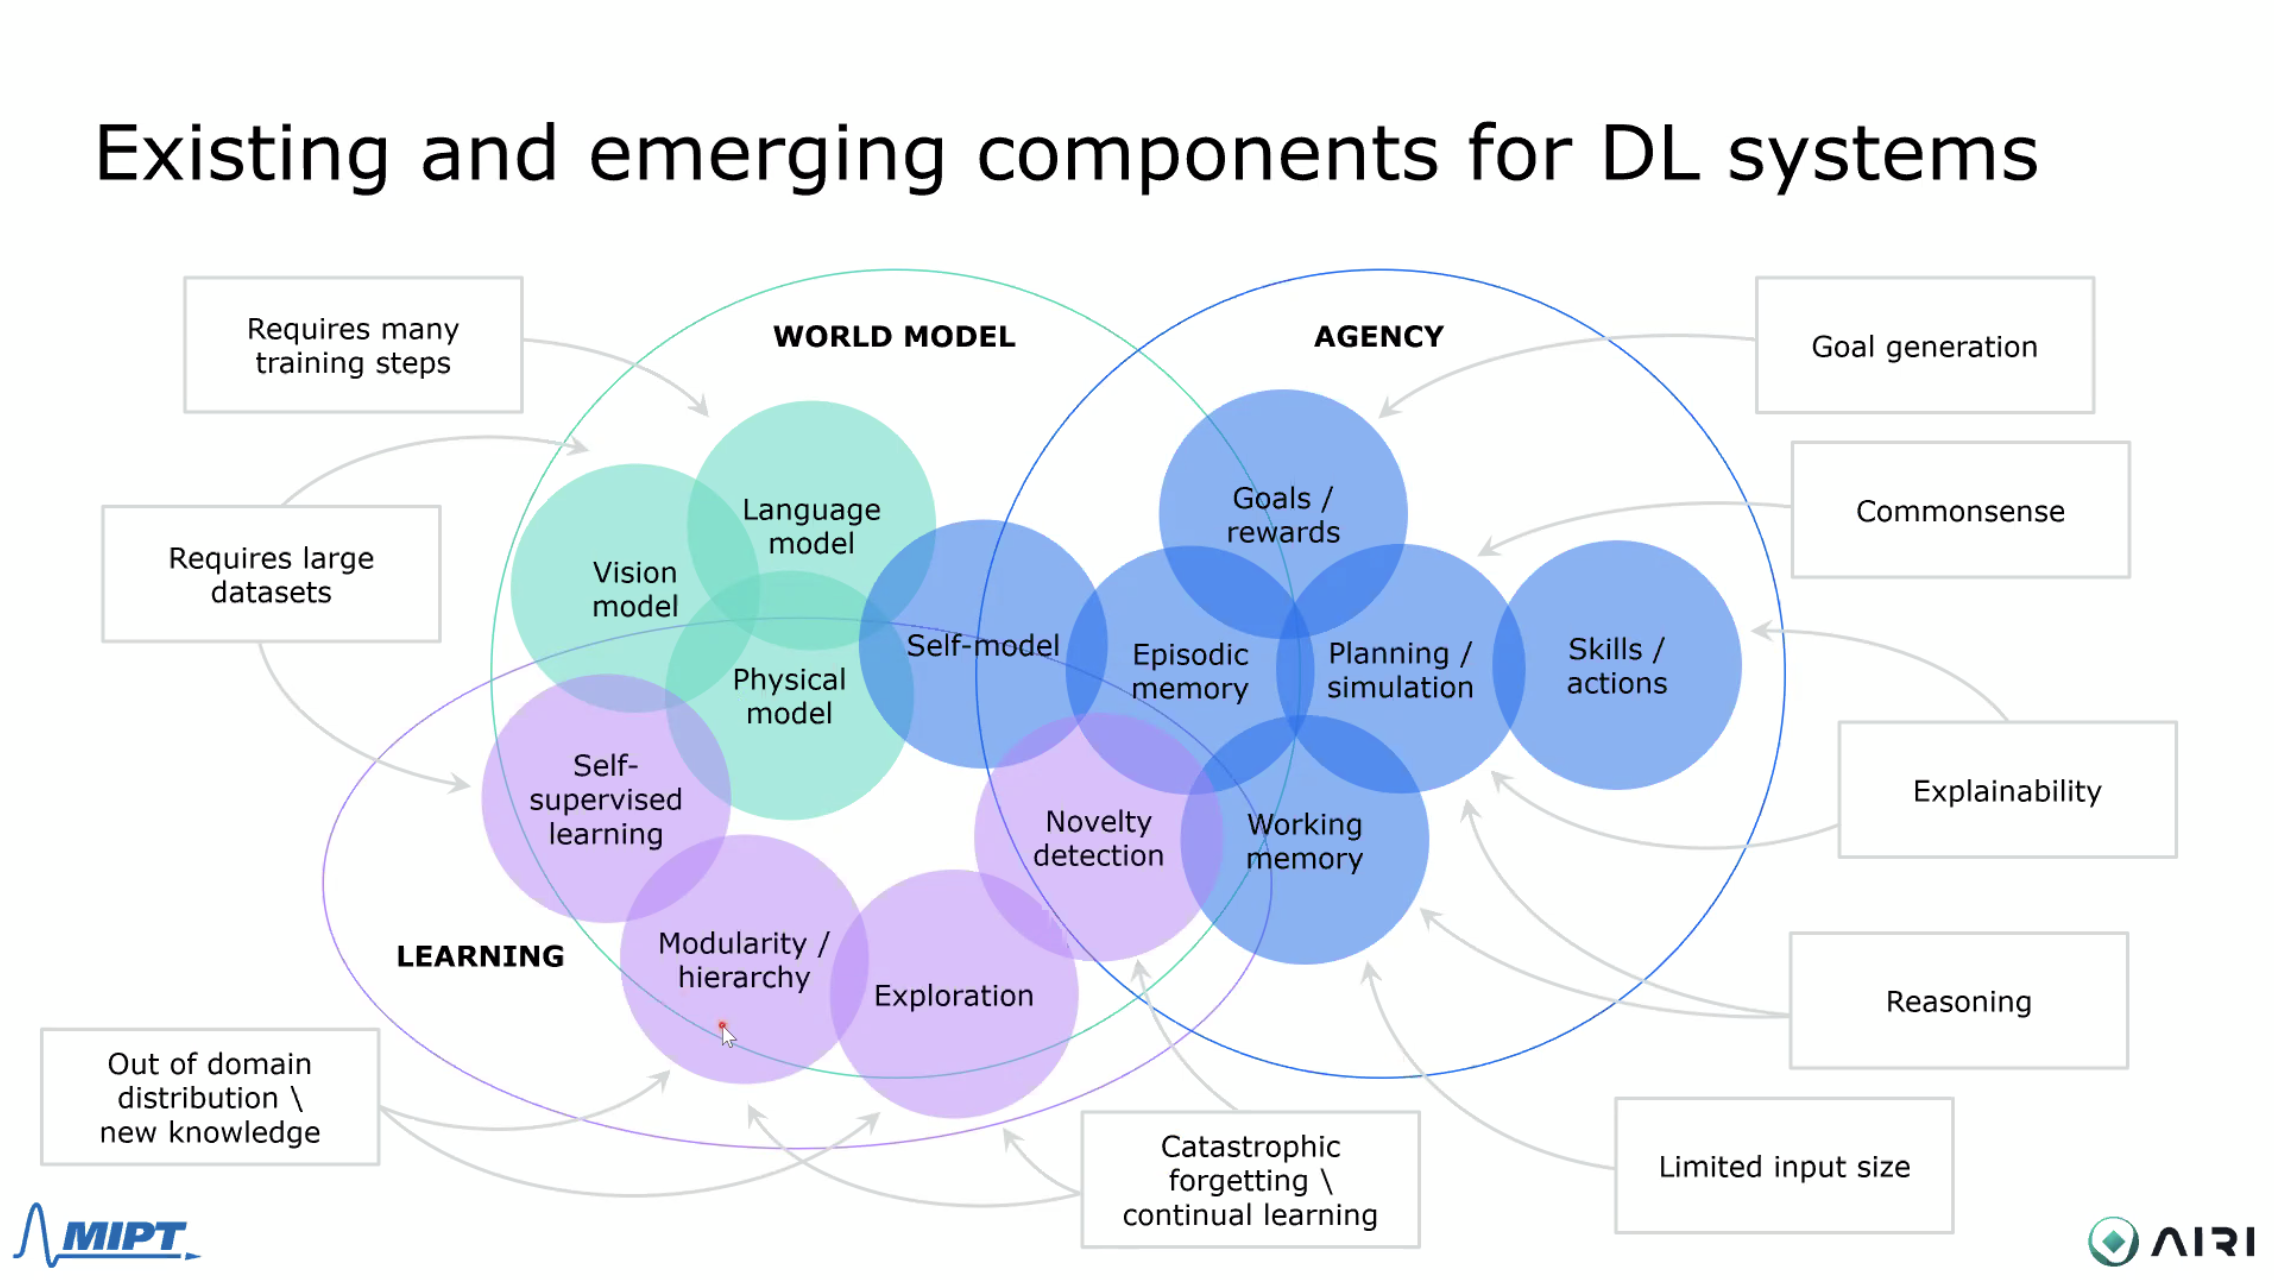 Existing and emerging components for DL systems
Requires many
training steps
WORLD MODEL
AGENCY
Goal generation
Requires large
datasets
Language
model
Vision
model
Physical
model
Self-model
Goals /
rewards
Episodic
memory
Planning /
simulation
Skills /
actions
Commonsense
Explainability
Self-
supervised
learning
Novelty
detection
Working
memory
LEARNING
Modularity /
hierarchy
Exploration
Reasoning
Out of domain
distribution \
new knowledge
Catastrophic
forgetting \
continual learning
Limited input size
MIPT
AIRI